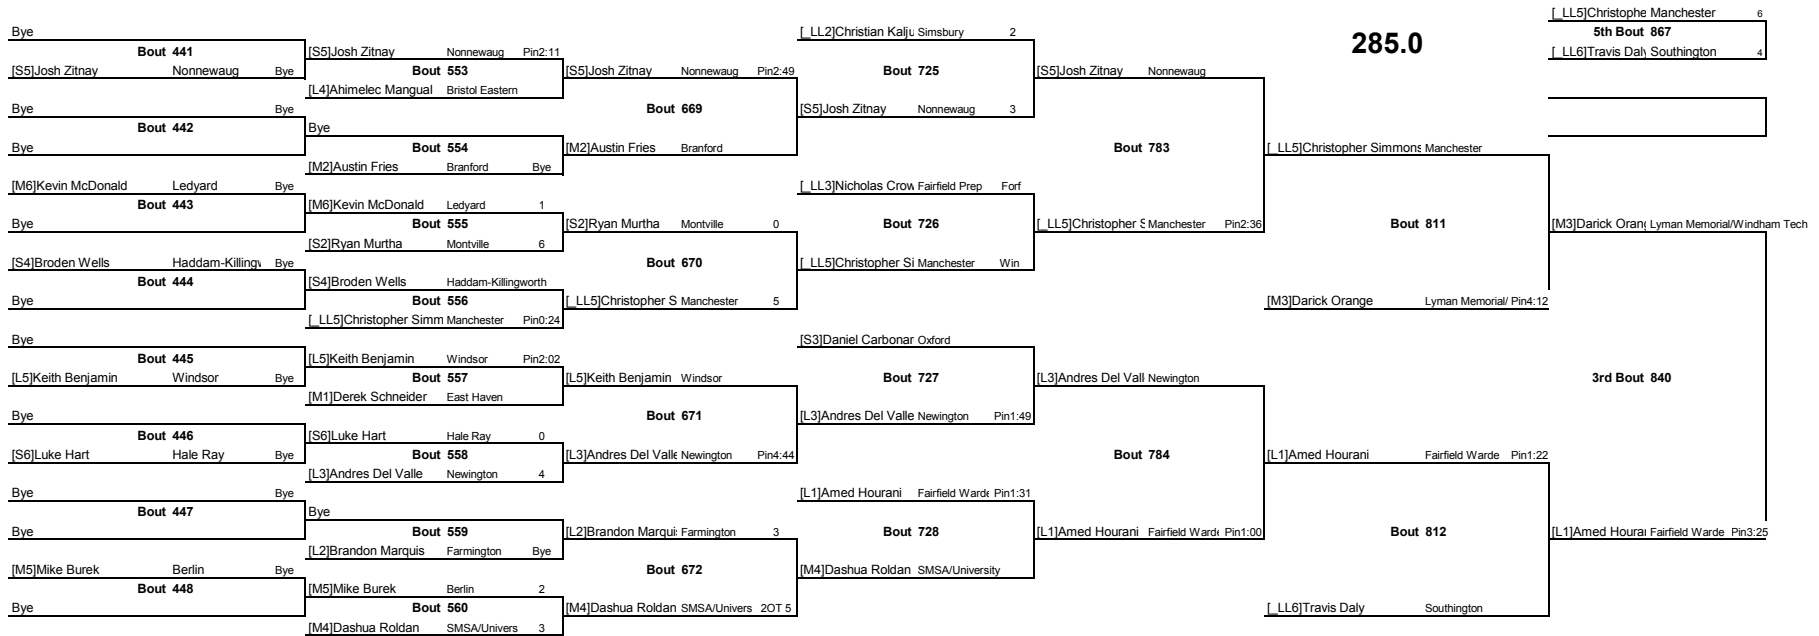 [_LL5]Christophe Manchester 6
5th Bout 867
[_LL6]Travis Daly Southington 4
285.0
Bye
Bout 441
[S5]Josh Zitnay Nonnewaug Bye
Bye Bye
Bout 442
Bye
[M6]Kevin McDonald Ledyard Bye
Bout 443
Bye
[S4]Broden Wells Haddam-Killingw Bye
Bout 444
Bye
Bye
Bout 445
[L5]Keith Benjamin Windsor Bye
Bye
Bout 446
[S6]Luke Hart Hale Ray Bye
Bye Bye
Bout 447
Bye
[M5]Mike Burek Berlin Bye
Bout 448
Bye
[S5]Josh Zitnay Nonnewaug Pin2:11
Bout 553
[L4]Ahimelec Mangual Bristol Eastern
Bye
Bout 554
[M2]Austin Fries Branford Bye
[M6]Kevin McDonald Ledyard 1
Bout 555
[S2]Ryan Murtha Montville 6
[S4]Broden Wells Haddam-Killingworth
Bout 556
[_LL5]Christopher Simm Manchester Pin0:24
[L5]Keith Benjamin Windsor Pin2:02
Bout 557
[M1]Derek Schneider East Haven
[S6]Luke Hart Hale Ray 0
Bout 558
[L3]Andres Del Valle Newington 4
Bye
Bout 559
[L2]Brandon Marquis Farmington Bye
[M5]Mike Burek Berlin 2
Bout 560
[M4]Dashua Roldan SMSA/Univers 3
[S5]Josh Zitnay Nonnewaug Pin2:49
Bout 669
[M2]Austin Fries Branford
[S2]Ryan Murtha Montville 0
Bout 670
[_LL5]Christopher S Manchester 5
[L5]Keith Benjamin Windsor
Bout 671
[L3]Andres Del Valle Newington Pin4:44
[L2]Brandon Marqui Farmington 3
Bout 672
[M4]Dashua Roldan SMSA/Univers 2OT 5
[_LL2]Christian Kalju Simsbury 2
Bout 725
[S5]Josh Zitnay Nonnewaug 3
[_LL3]Nicholas Crow Fairfield Prep Forf
Bout 726
[_LL5]Christopher Si Manchester Win
[S3]Daniel Carbonar Oxford
Bout 727
[L3]Andres Del Valle Newington Pin1:49
[L1]Amed Hourani Fairfield Warde Pin1:31
Bout 728
[M4]Dashua Roldan SMSA/University
[S5]Josh Zitnay Nonnewaug
Bout 783
[_LL5]Christopher S Manchester Pin2:36
[L3]Andres Del Vall Newington
Bout 784
[L1]Amed Hourani Fairfield Warde Pin1:00
[_LL5]Christopher Simmons Manchester
Bout 811
[M3]Darick Orange Lyman Memorial/ Pin4:12
[L1]Amed Hourani Fairfield Warde Pin1:22
Bout 812
[_LL6]Travis Daly Southington
[M3]Darick Orang Lyman Memorial/Windham Tech
3rd Bout 840
[L1]Amed Houra Fairfield Warde Pin3:25